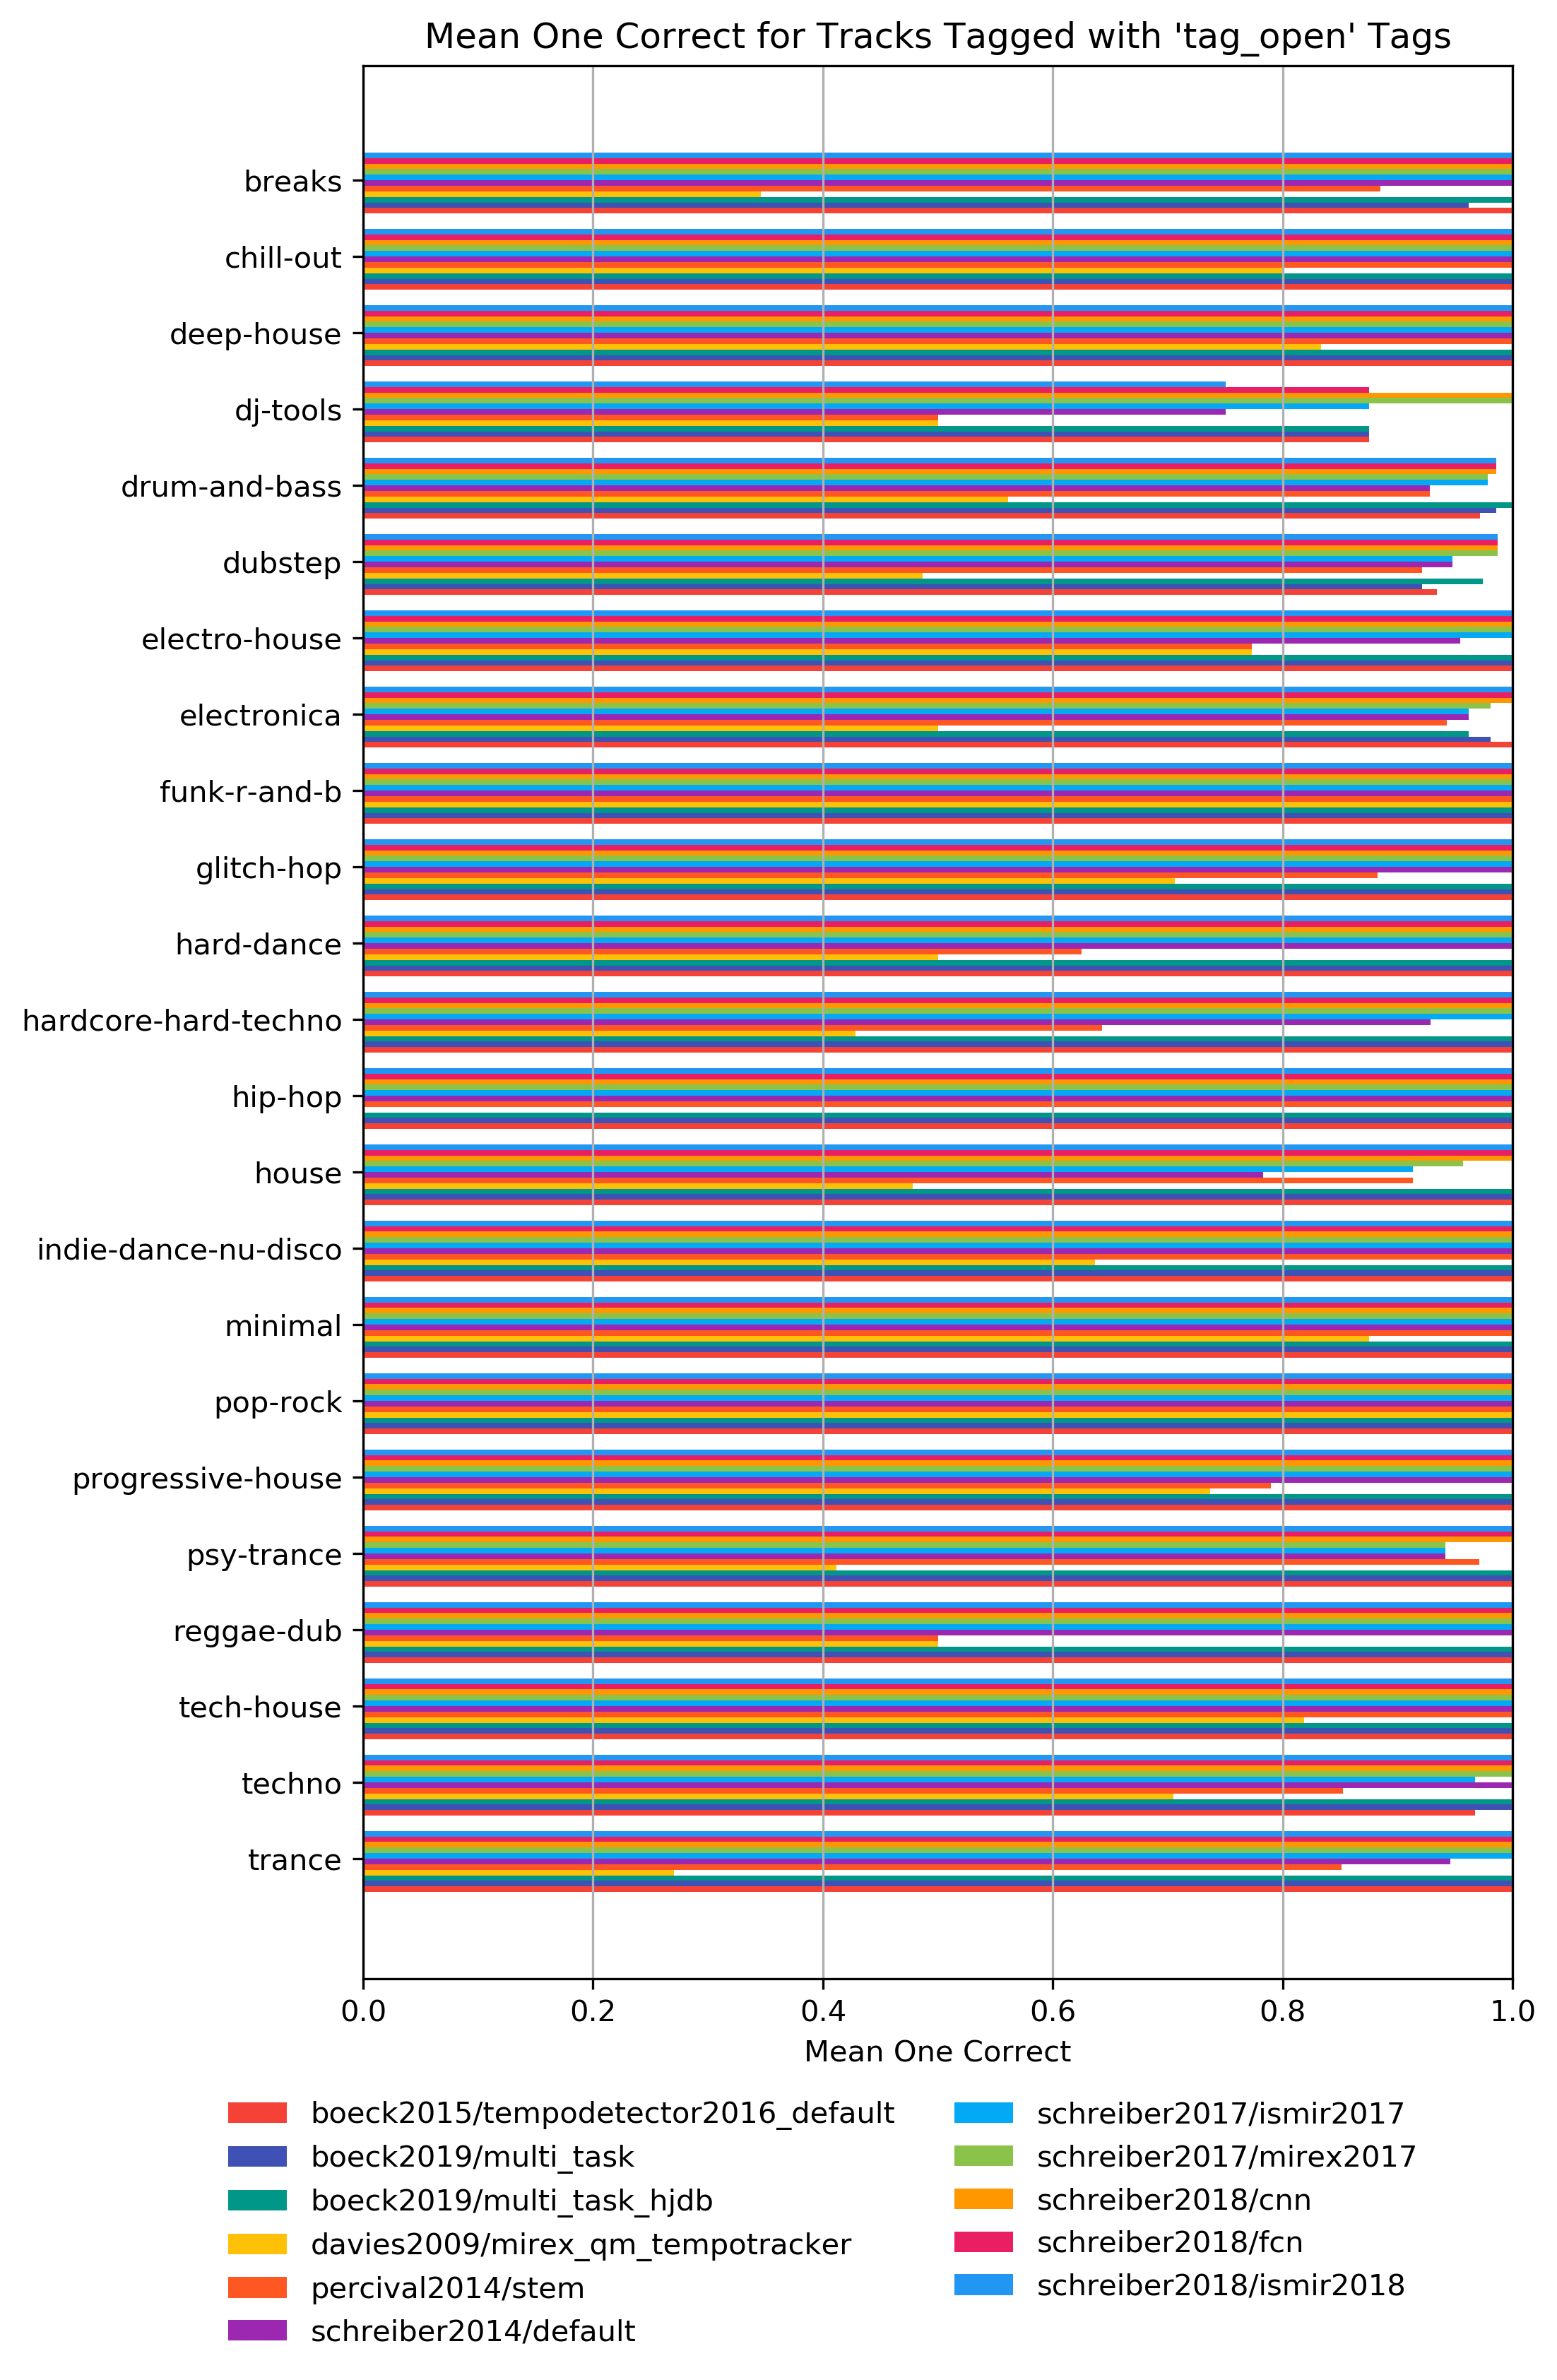 Mean One Correct for Tracks Tagged with 'tag_open' Tags
breaks
chill-out
deep-house
dj-tools
drum-and-bass
dubstep
electro-house
electronica
funk-r-and-b
glitch-hop
hard-dance
hardcore-hard-techno
hip-hop
house
indie-dance-nu-disco
minimal
pop-rock
progressive-house
psy-trance
reggae-dub
tech-house
techno
trance
0.0 0.2 0.4 0.6 0.8 1.0
Mean One Correct
boeck2015/tempodetector2016_default
boeck2019/multi_task
boeck2019/multi_task_hjdb
davies2009/mirex_qm_tempotracker
percival2014/stem
schreiber2014/default
schreiber2017/ismir2017
schreiber2017/mirex2017
schreiber2018/cnn
schreiber2018/fcn
schreiber2018/ismir2018